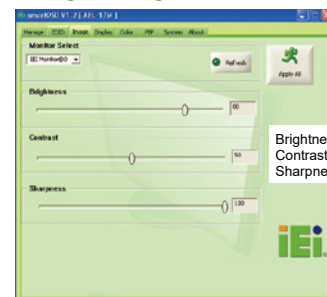 smartOSD V1.2 [ AFL-17M ]
Manage EDID Image Display Color PIP System About
Monitor Select
IEI Monitor@0
Refresh
Apply All
Brightness
80
Contrast
50
Brightne
Contrast
Sharpne
Sharpness
100
iEi